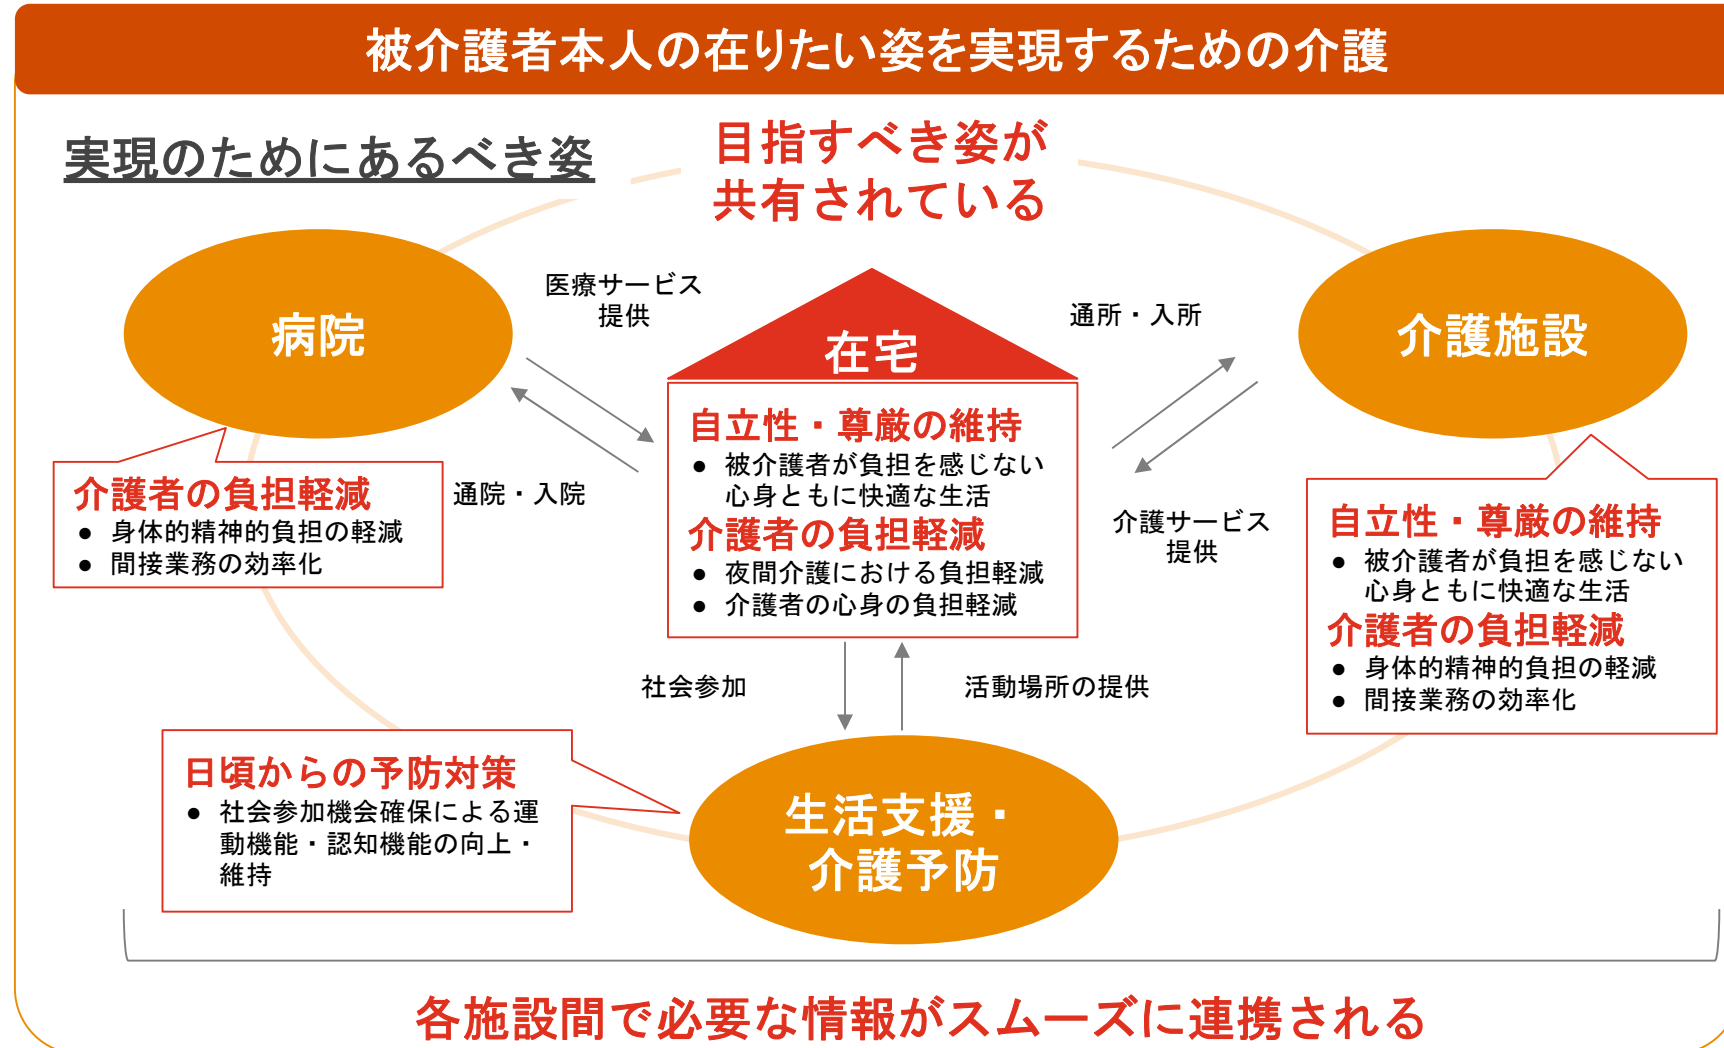 被介護者本人の在りたい姿を実現するための介護
実現のためにあるべき姿
目指すべき姿が
共有されている
病院
医療サービス
提供
通院・入院
介護者の負担軽減
● 身体的精神的負担の軽減
● 間接業務の効率化
在宅
自立性・尊厳の維持
● 被介護者が負担を感じない
心身ともに快適な生活
介護者の負担軽減
● 夜間介護における負担軽減
● 介護者の心身の負担軽減
通所・入所
介護サービス
提供
介護施設
自立性・尊厳の維持
● 被介護者が負担を感じない
心身ともに快適な生活
介護者の負担軽減
● 身体的精神的負担の軽減
● 間接業務の効率化
社会参加
活動場所の提供
日頃からの予防対策
● 社会参加機会確保による運
動機能・認知機能の向上・
維持
生活支援・
介護予防
各施設間で必要な情報がスムーズに連携される